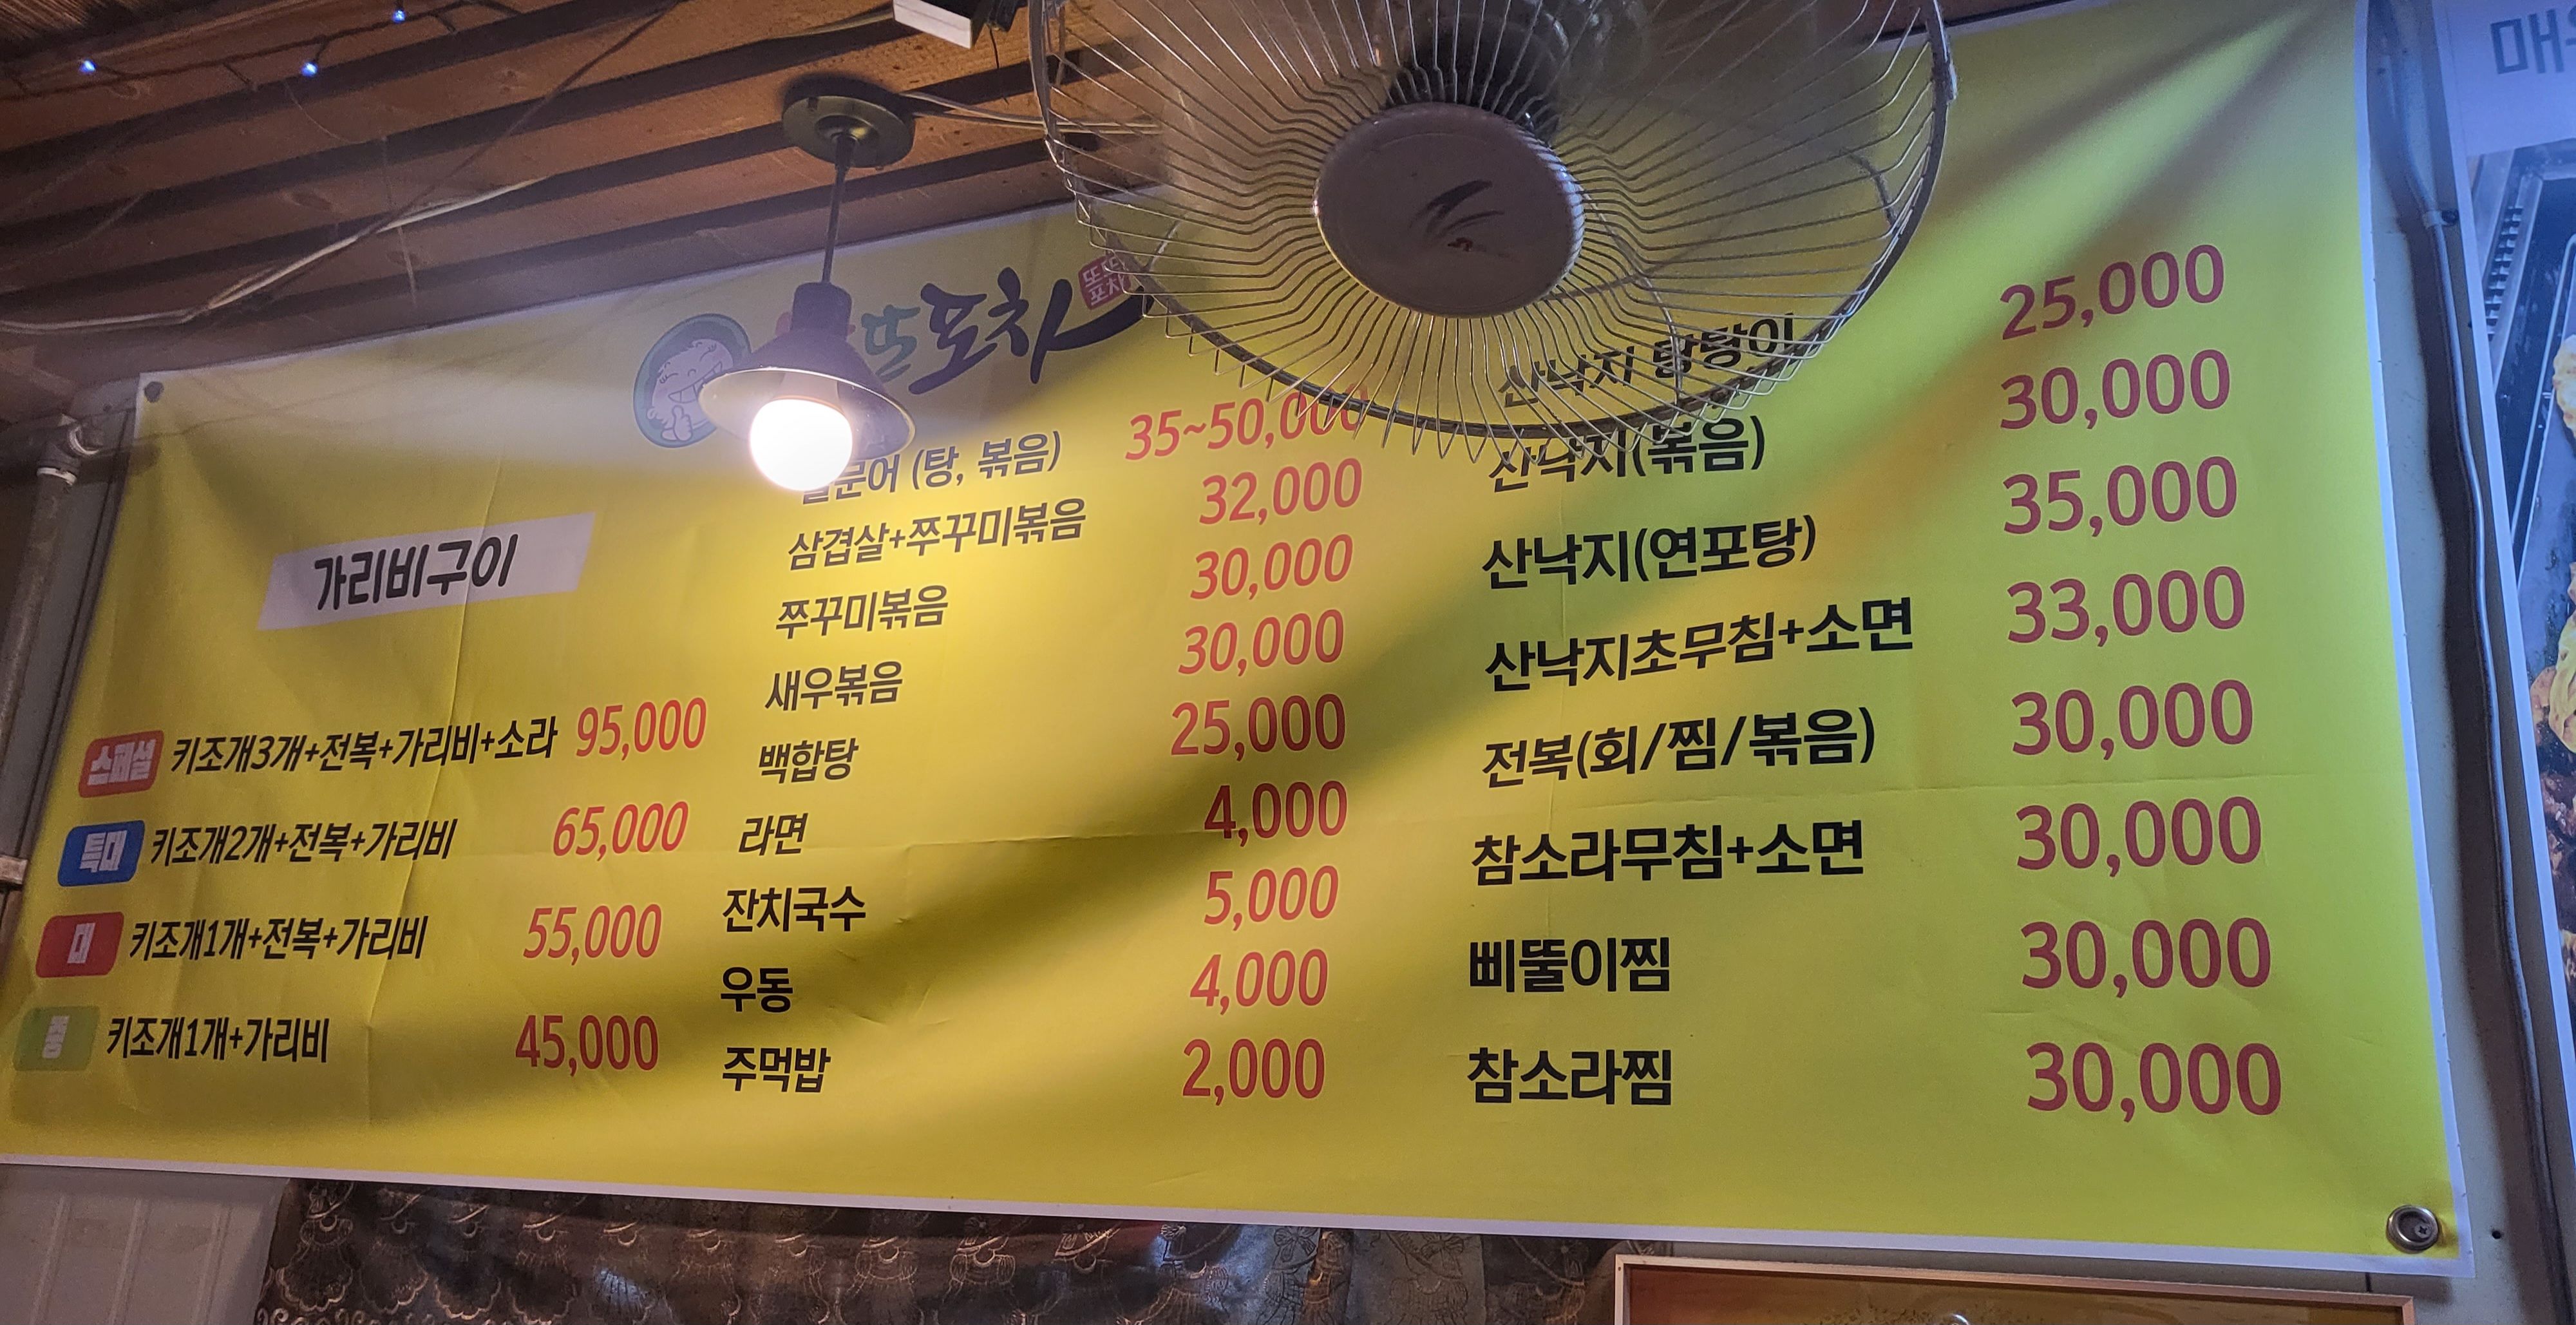 뜨포차
가리비구이
스페셜 키조개3개+전복+가리비+소라 95,000
특대 키조개2개+전복+가리비 65,000
대 키조개1개+전복+가리비 55,000
중 키조개1개+가리비 45,000
(탕, 볶음) 35~50,000
삼겹살+쭈꾸미볶음 32,000
쭈꾸미볶음 30,000
새우볶음 30,000
백합탕 25,000
라면 4,000
잔치국수 5,000
우동 4,000
주먹밥 2,000
산낙지 탕탕이 25,000
산낙지(볶음) 30,000
산낙지(연포탕) 35,000
산낙지초무침+소면 33,000
전복(회/찜/볶음) 30,000
참소라무침+소면 30,000
삐뚤이찜 30,000
참소라찜 30,000